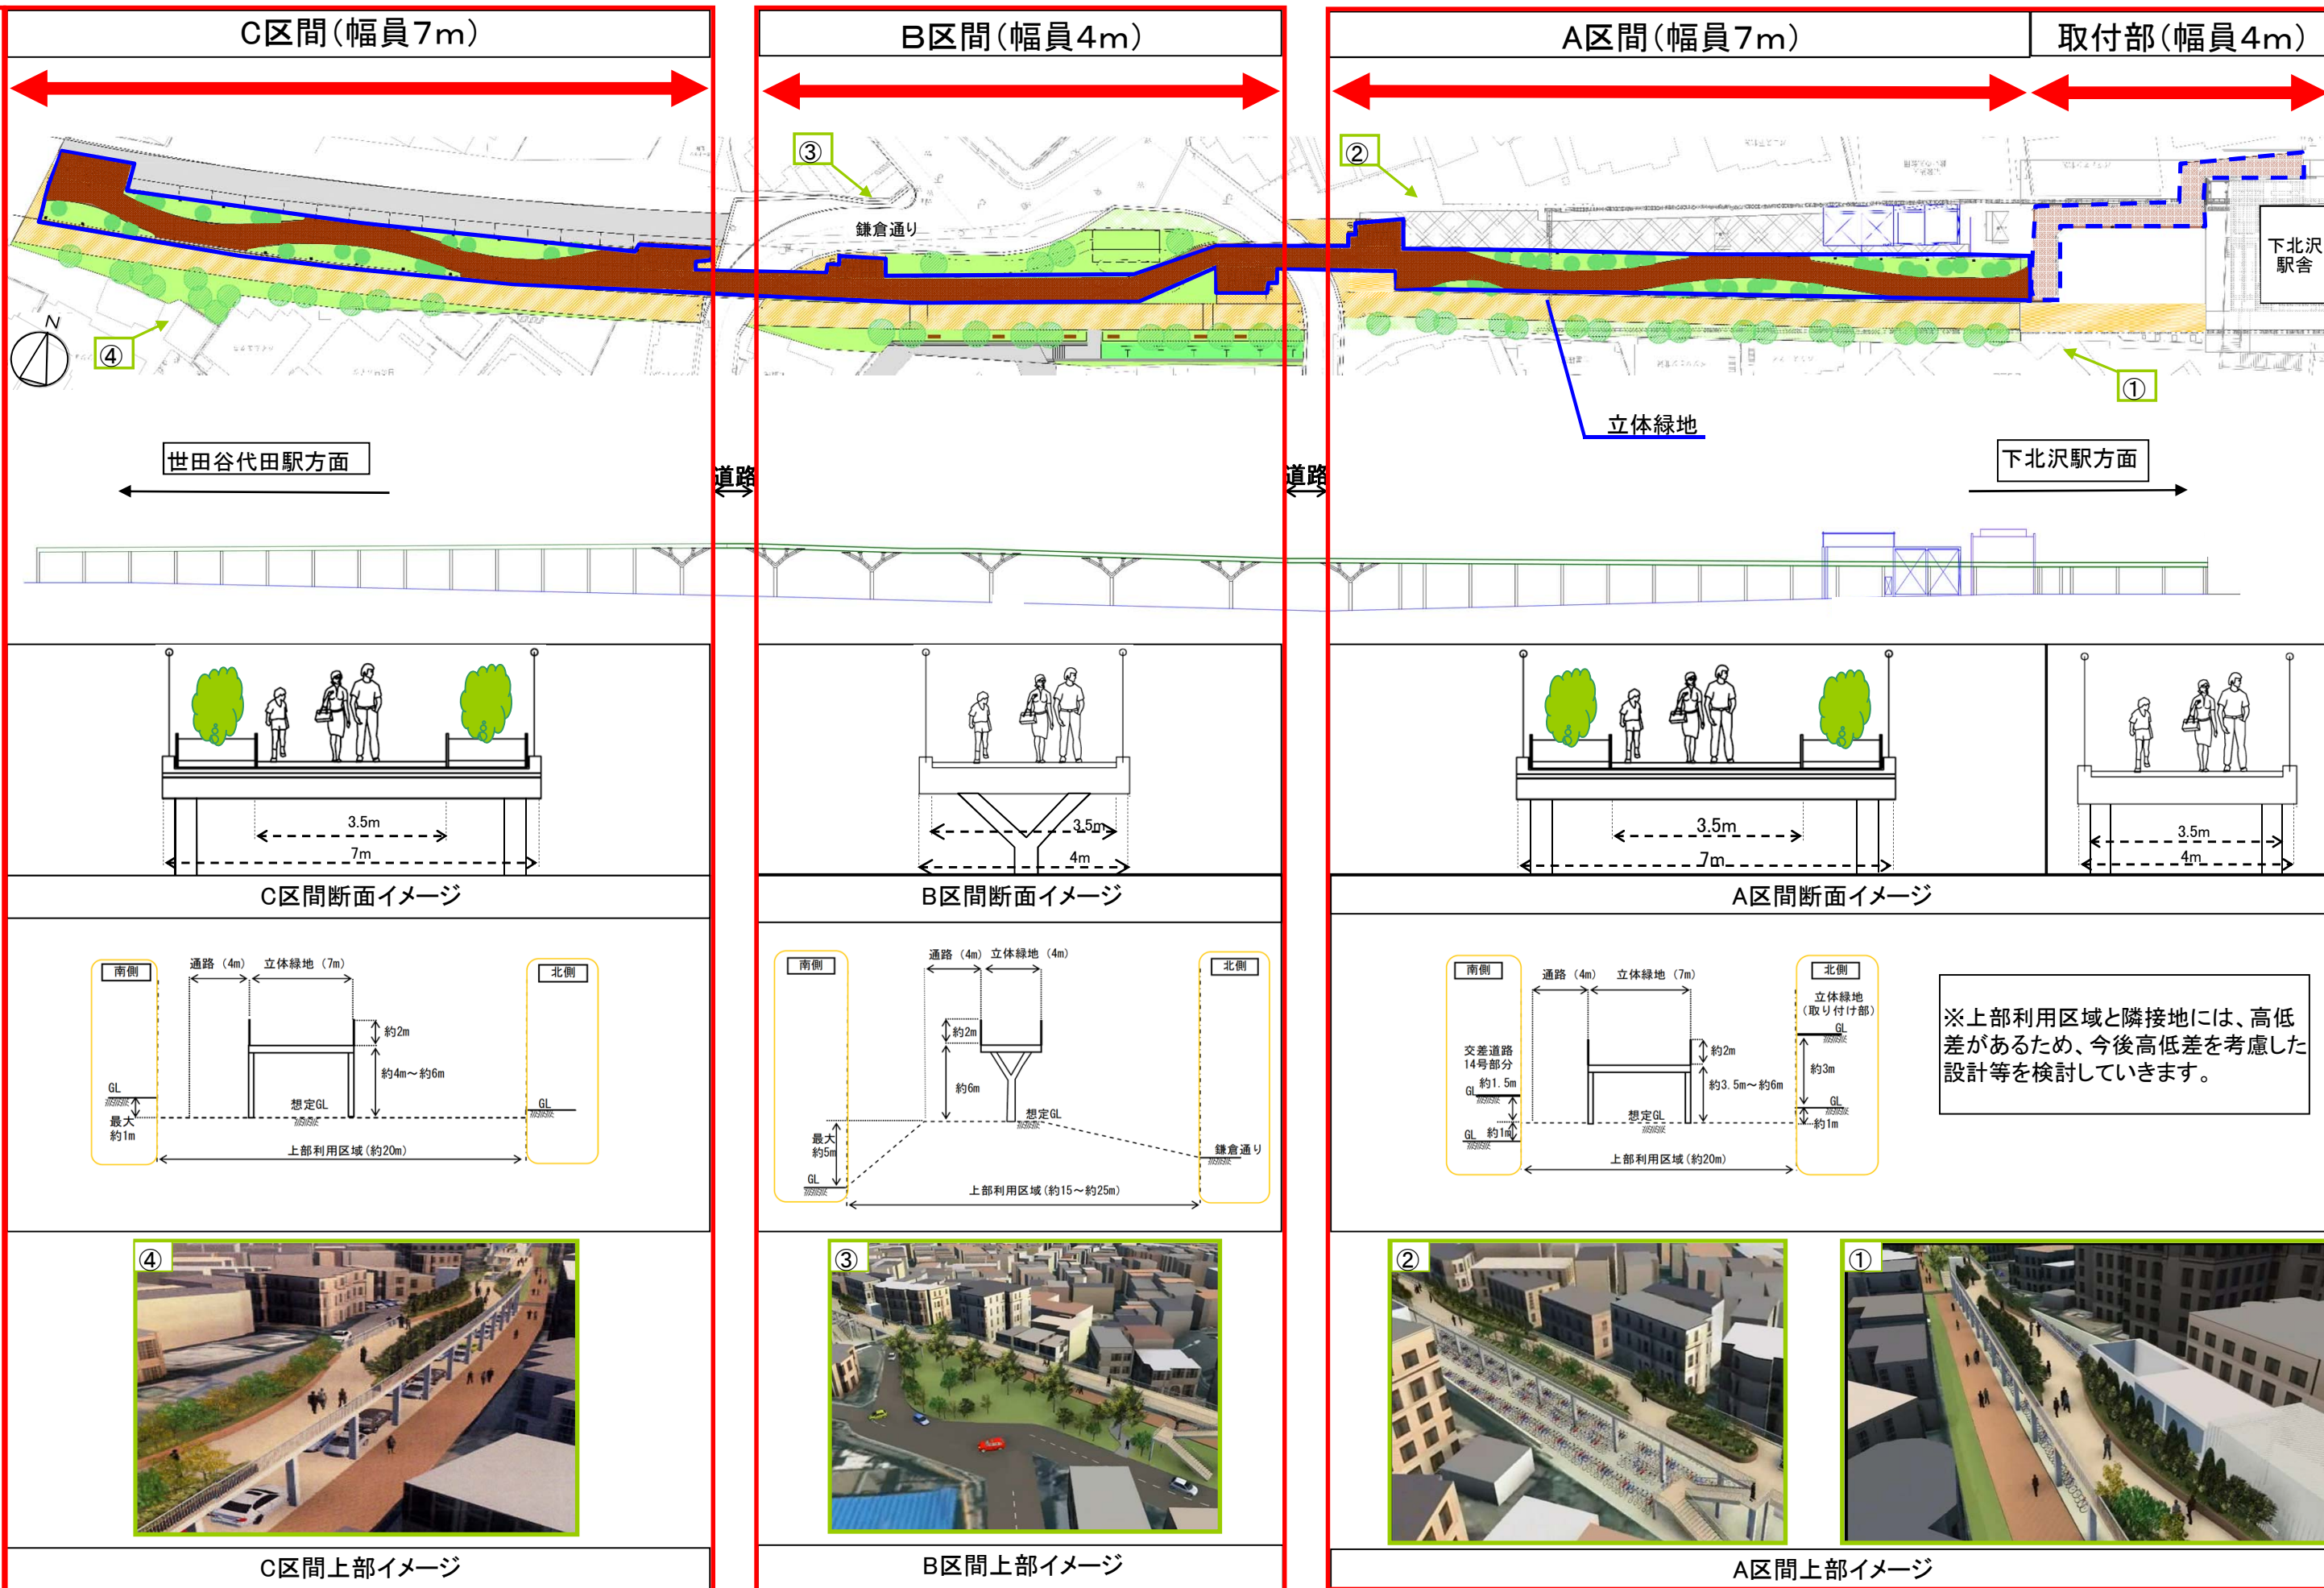 C区間(幅員7m)
B区間(幅員4m)
A区間(幅員7m)
取付部(幅員4m)
③
②
鎌倉通り
下北沢
駅舎
N
④
①
立体緑地
世田谷代田駅方面
道路
道路
下北沢駅方面
3.5m
7m
3.5m
4m
3.5m
7m
3.5m
4m
C区間断面イメージ
B区間断面イメージ
A区間断面イメージ
南側
通路(4m)
立体緑地(7m)
北側
約2m
約4m~約6m
GL
想定GL
GL
最大
約1m
上部利用区域(約20m)
南側
通路(4m)
立体緑地(4m)
北側
約2m
約6m
想定GL
最大
約5m
鎌倉通り
GL
上部利用区域(約15~約25m)
南側
通路(4m)
立体緑地(7m)
北側
立体緑地
(取り付け部)
GL
交差道路
14号部分
約2m
約3m
GL
約1.5m
約3.5m~約6m
GL
想定GL
約1m
GL
約1m
上部利用区域(約20m)
※上部利用区域と隣接地には、高低
差があるため、今後高低差を考慮した
設計等を検討していきます。
④
③
②
①
C区間上部イメージ
B区間上部イメージ
A区間上部イメージ